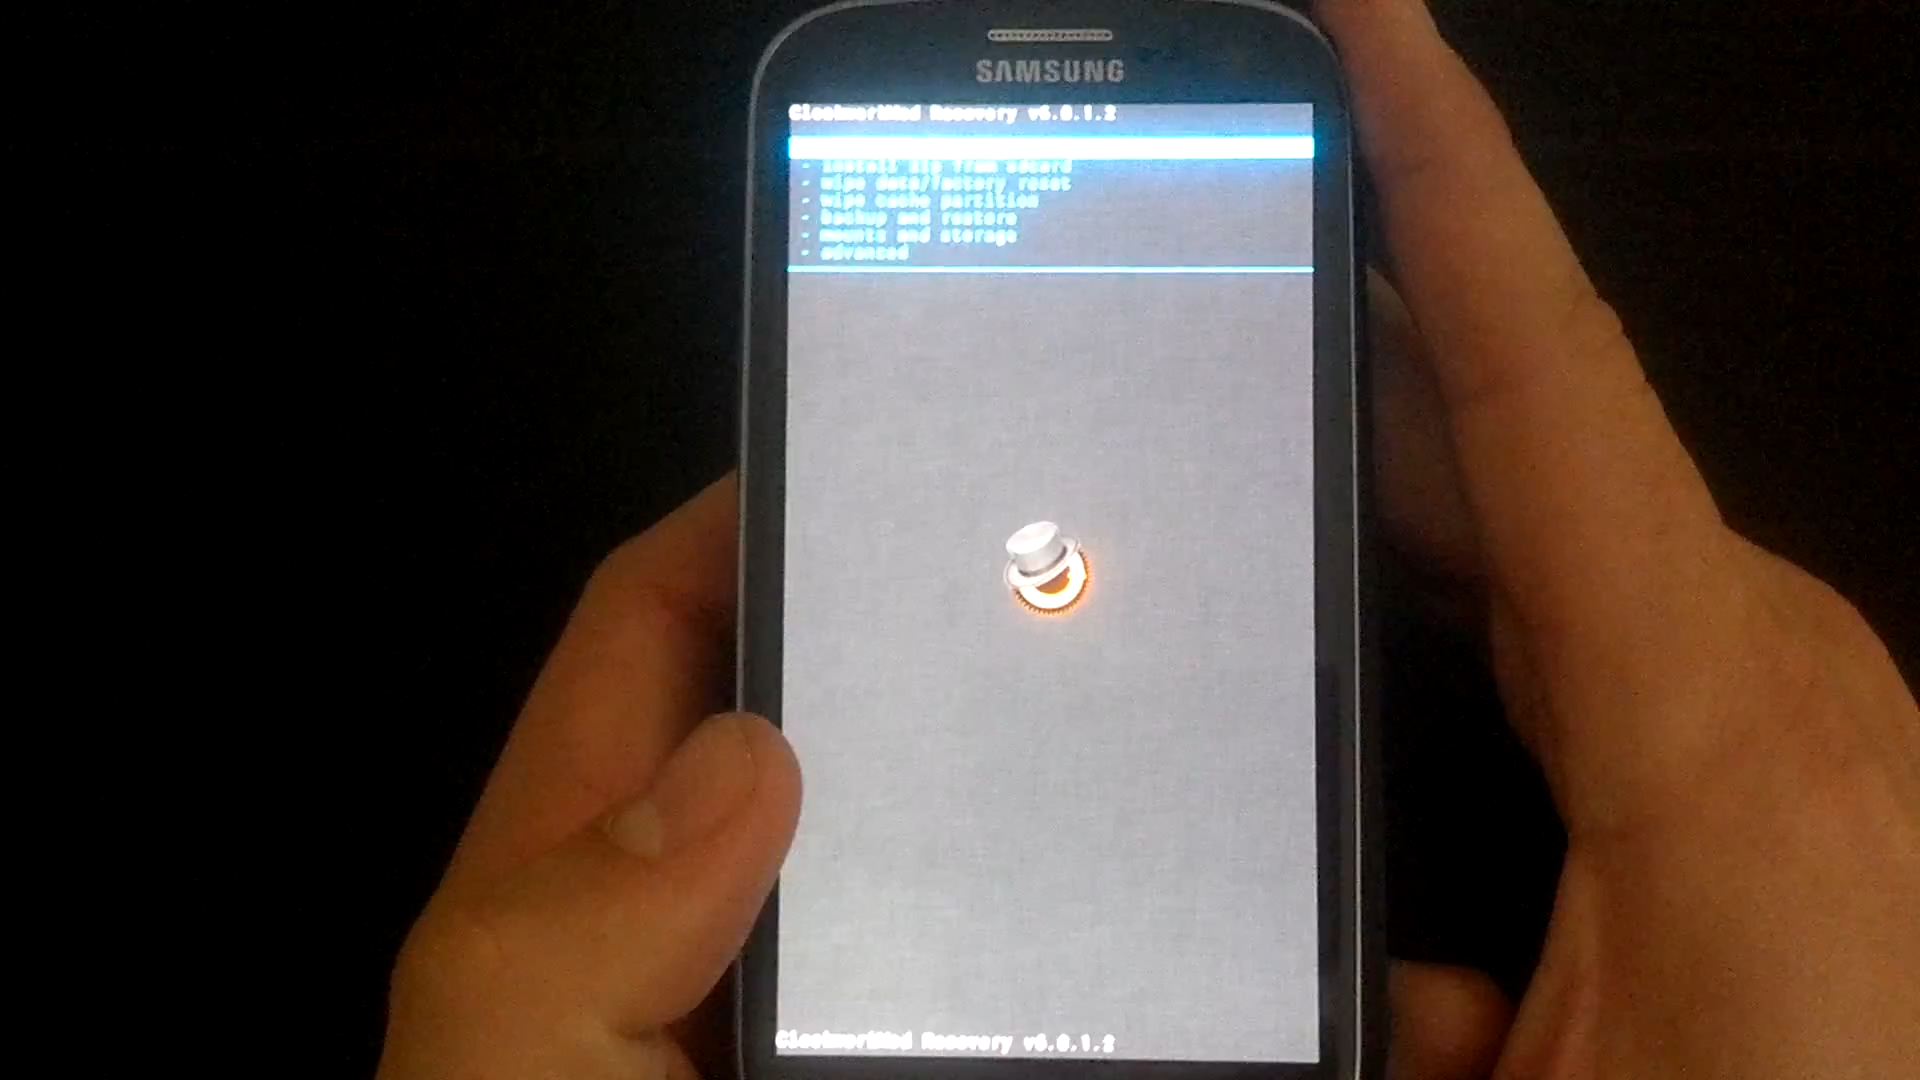 SAMSUNG
ClockworkMod Recovery v6.0.1.2
- install zip from sdcard
- wipe data/factory reset
- wipe cache partition
- backup and restore
- mounts and storage
- advanced
ClockworkMod Recovery v6.0.1.2